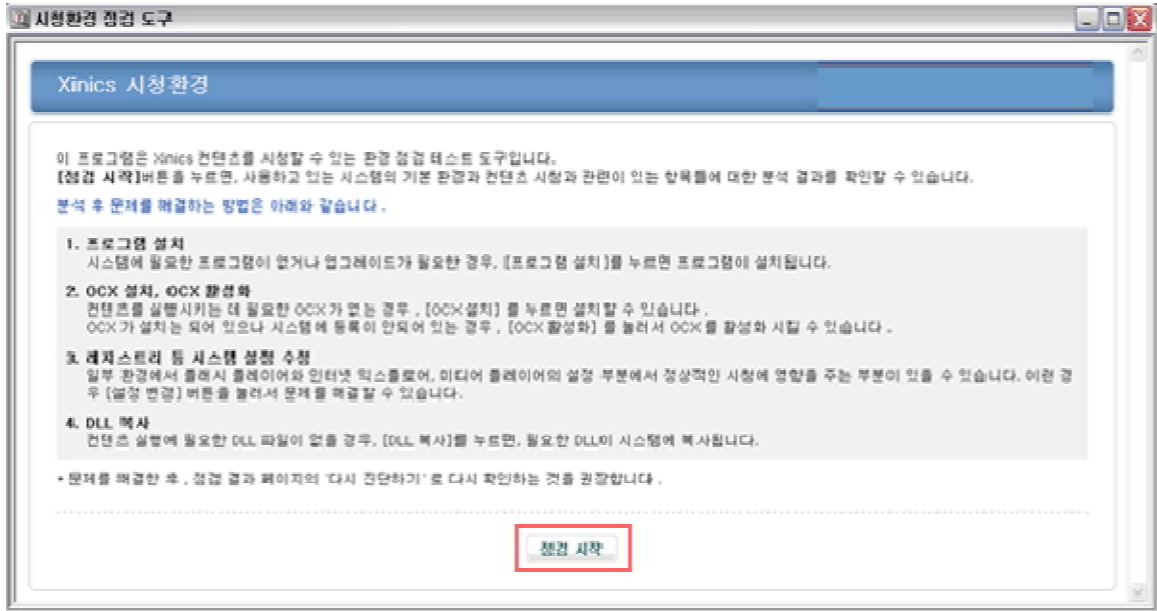 시청환경 점검 도구
Xinics 시청환경
이 프로그램은 Xinics 컨텐츠를 시청할 수 있는 환경 점검 테스트 도구입니다.
[점검 시작]버튼을 누르면, 사용하고 있는 시스템의 기본 환경과 컨텐츠 시청과 관련이 있는 항목들에 대한 분석 결과를 확인할 수 있습니다.
분석 후 문제를 해결하는 방법은 아래와 같습니다 .
1. 프로그램 설치
시스템에 필요한 프로그램이 없거나 업그레이드가 필요한 경우, [프로그램 설치]를 누르면 프로그램이 설치됩니다.
2. OCX 설치, OCX 활성화
컨텐츠를 실행시키는 데 필요한 OCX가 없는 경우 , [OCX설치] 를 누르면 설치할 수 있습니다 .
OCX가 설치는 되어 있으나 시스템에 등록이 안되어 있는 경우 , [OCX활성화] 를 눌러서 OCX를 활성화 시킬 수 있습니다 .
3. 레지스트리 등 시스템 설정 수정
일부 환경에서 플래시 플레이어와 인터넷 익스플로어, 미디어 플레이어의 설정 부분에서 정상적인 시청에 영향을 주는 부분이 있을 수 있습니다. 이런 경
우 [설정 변경] 버튼을 눌러서 문제를 해결할 수 있습니다.
4. DLL 복사
컨텐츠 실행에 필요한 DLL 파일이 없을 경우, [DLL 복사]를 누르면, 필요한 DLL이 시스템에 복사됩니다.
* 문제를 해결한 후 , 점검 결과 페이지의 '다시 진단하기' 로 다시 확인하는 것을 권장합니다 .
점검 시작